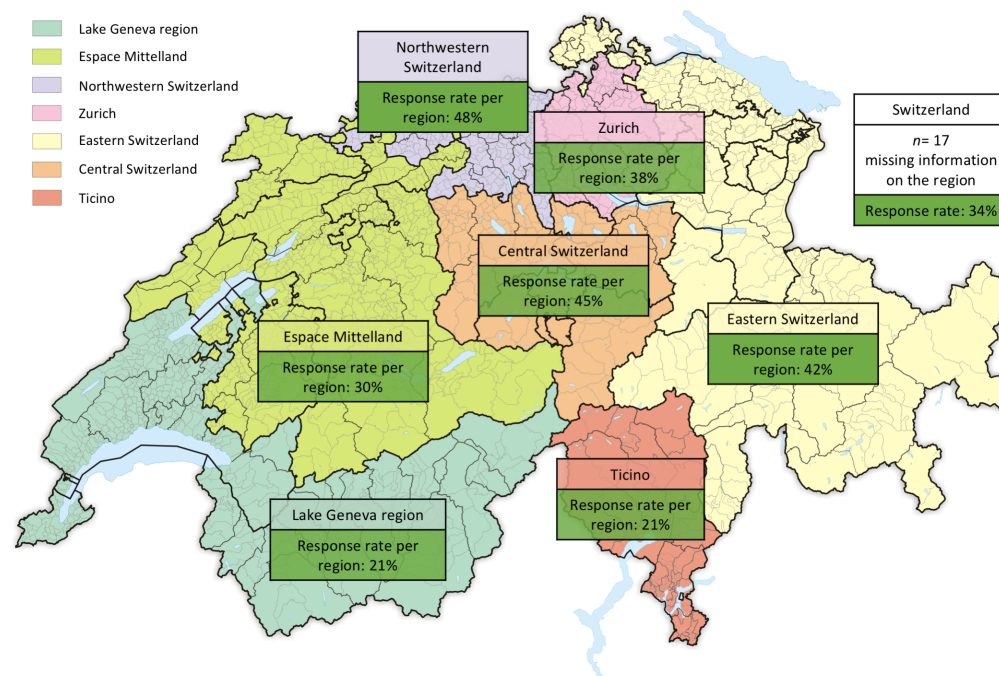 Lake Geneva region
Espace Mittelland
Northwestern Switzerland
Zurich
Eastern Switzerland
Central Switzerland
Ticino
Northwestern
Switzerland
Response rate per
region: 48%
Zurich
Response rate per
region: 38%
Switzerland
n= 17
missing information
on the region
Response rate: 34%
Central Switzerland
Response rate per
region: 45%
Espace Mittelland
Response rate per
region: 30%
Eastern Switzerland
Response rate per
region: 42%
Ticino
Response rate per
region: 21%
Lake Geneva region
Response rate per
region: 21%